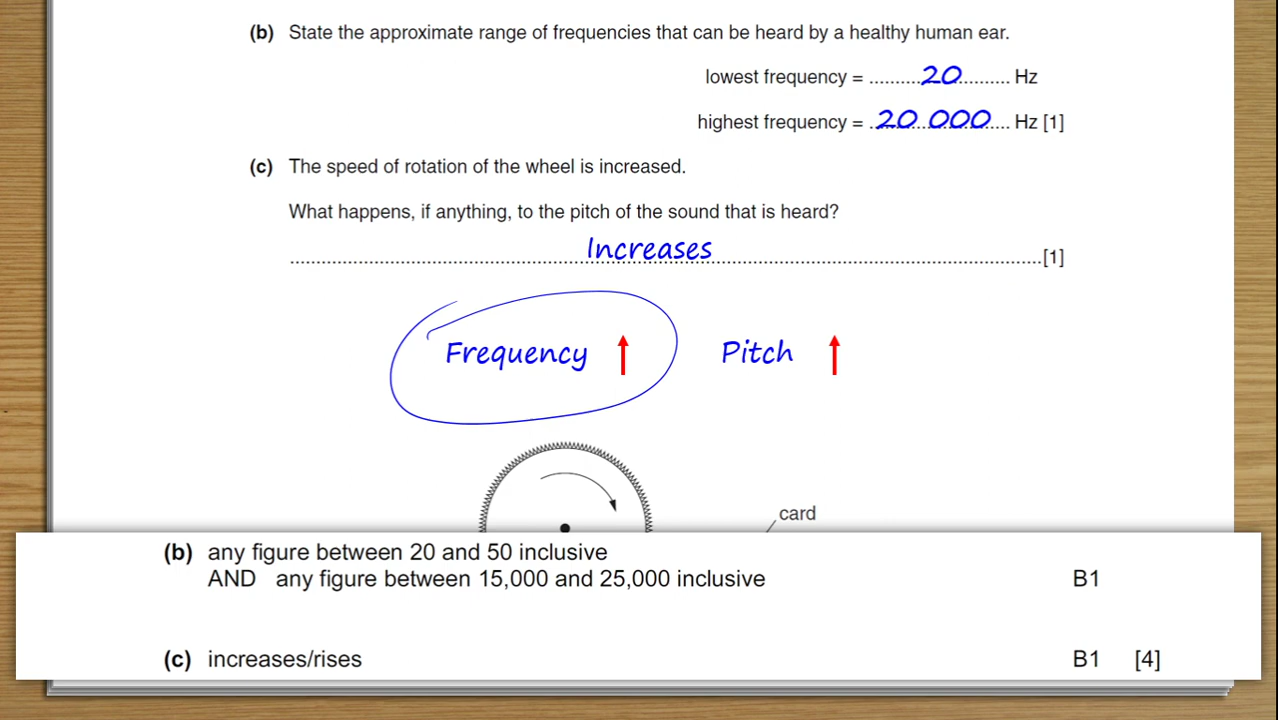 (b) State the approximate range of frequencies that can be heard by a healthy human ear.
lowest frequency = ..........20.......... Hz
highest frequency = ..20 000.... Hz [1]
(c) The speed of rotation of the wheel is increased.
What happens, if anything, to the pitch of the sound that is heard?
Increases [1]
Frequency Pitch
card
(b) any figure between 20 and 50 inclusive
AND any figure between 15,000 and 25,000 inclusive B1
(c) increases/rises B1 [4]